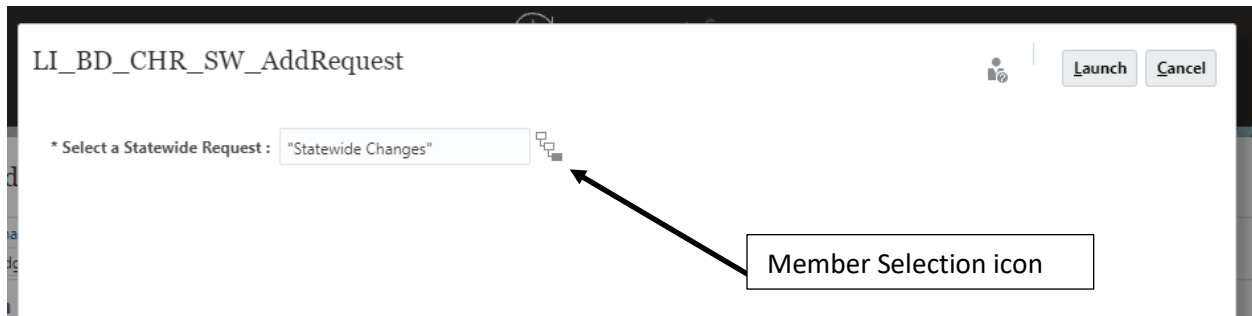 LI_BD_CHR_SW_AddRequest
Launch
Cancel
* Select a Statewide Request : "Statewide Changes"
Member Selection icon